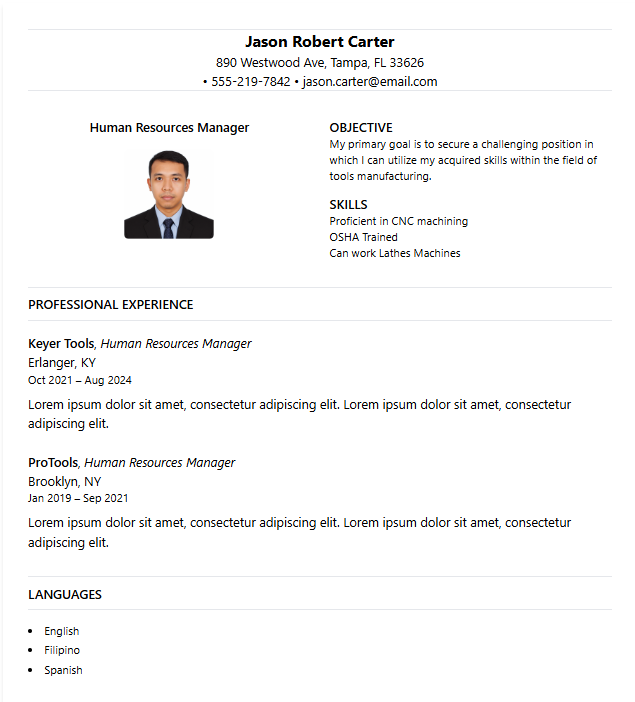 Jason Robert Carter
890 Westwood Ave, Tampa, FL 33626
• 555-219-7842 • jason.carter@email.com
Human Resources Manager
OBJECTIVE
My primary goal is to secure a challenging position in
which I can utilize my acquired skills within the field of
tools manufacturing.
SKILLS
Proficient in CNC machining
OSHA Trained
Can work Lathes Machines
PROFESSIONAL EXPERIENCE
Keyer Tools, Human Resources Manager
Erlanger, KY
Oct 2021 – Aug 2024
Lorem ipsum dolor sit amet, consectetur adipiscing elit. Lorem ipsum dolor sit amet, consectetur
adipiscing elit.
ProTools, Human Resources Manager
Brooklyn, NY
Jan 2019 – Sep 2021
Lorem ipsum dolor sit amet, consectetur adipiscing elit. Lorem ipsum dolor sit amet, consectetur
adipiscing elit.
LANGUAGES
• English
• Filipino
• Spanish